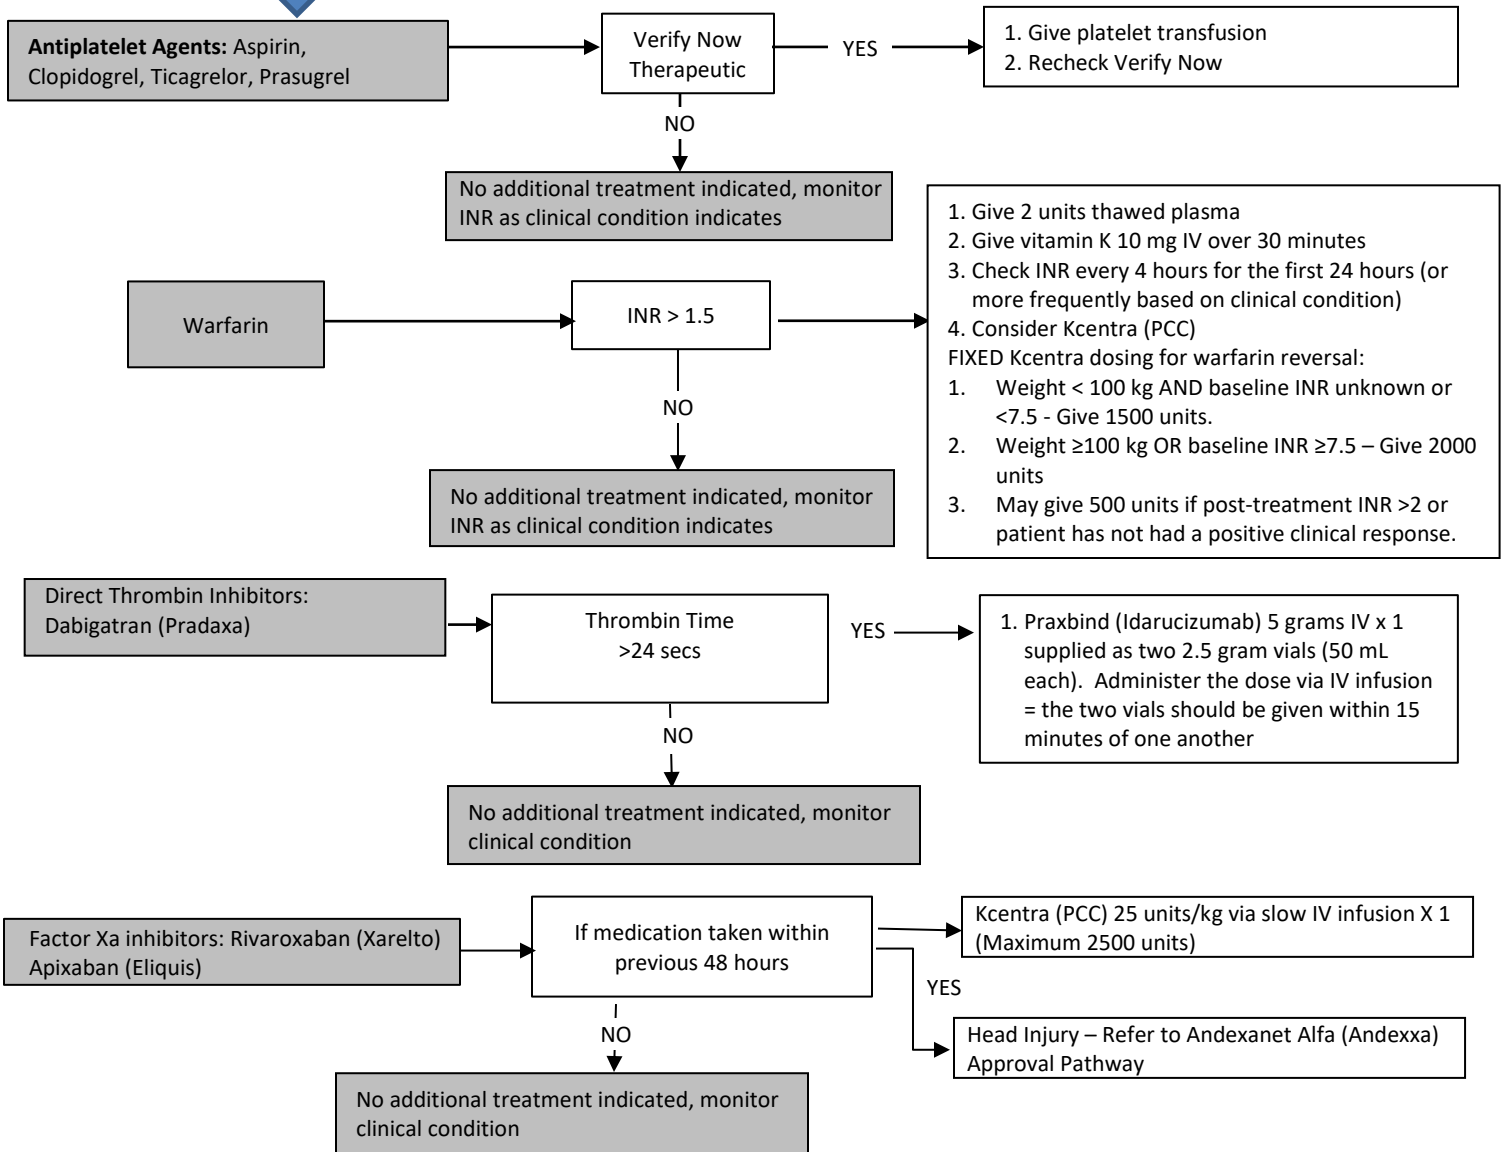 Antiplatelet Agents: Aspirin,
Clopidogrel, Ticagrelor, Prasugrel
Verify Now
Therapeutic
YES
1. Give platelet transfusion
2. Recheck Verify Now
NO
No additional treatment indicated, monitor
INR as clinical condition indicates
Warfarin
INR > 1.5
1. Give 2 units thawed plasma
2. Give vitamin K 10 mg IV over 30 minutes
3. Check INR every 4 hours for the first 24 hours (or
more frequently based on clinical condition)
4. Consider Kcentra (PCC)
FIXED Kcentra dosing for warfarin reversal:
1. Weight < 100 kg AND baseline INR unknown or
<7.5 - Give 1500 units.
2. Weight ≥100 kg OR baseline INR ≥7.5 – Give 2000
units
3. May give 500 units if post-treatment INR >2 or
patient has not had a positive clinical response.
NO
No additional treatment indicated, monitor
INR as clinical condition indicates
Direct Thrombin Inhibitors:
Dabigatran (Pradaxa)
Thrombin Time
>24 secs
YES
1. Praxbind (Idarucizumab) 5 grams IV x 1
supplied as two 2.5 gram vials (50 mL
each). Administer the dose via IV infusion
= the two vials should be given within 15
minutes of one another
NO
No additional treatment indicated, monitor
clinical condition
Factor Xa inhibitors: Rivaroxaban (Xarelto)
Apixaban (Eliquis)
If medication taken within
previous 48 hours
Kcentra (PCC) 25 units/kg via slow IV infusion X 1
(Maximum 2500 units)
YES
Head Injury – Refer to Andexanet Alfa (Andexxa)
Approval Pathway
NO
No additional treatment indicated, monitor
clinical condition